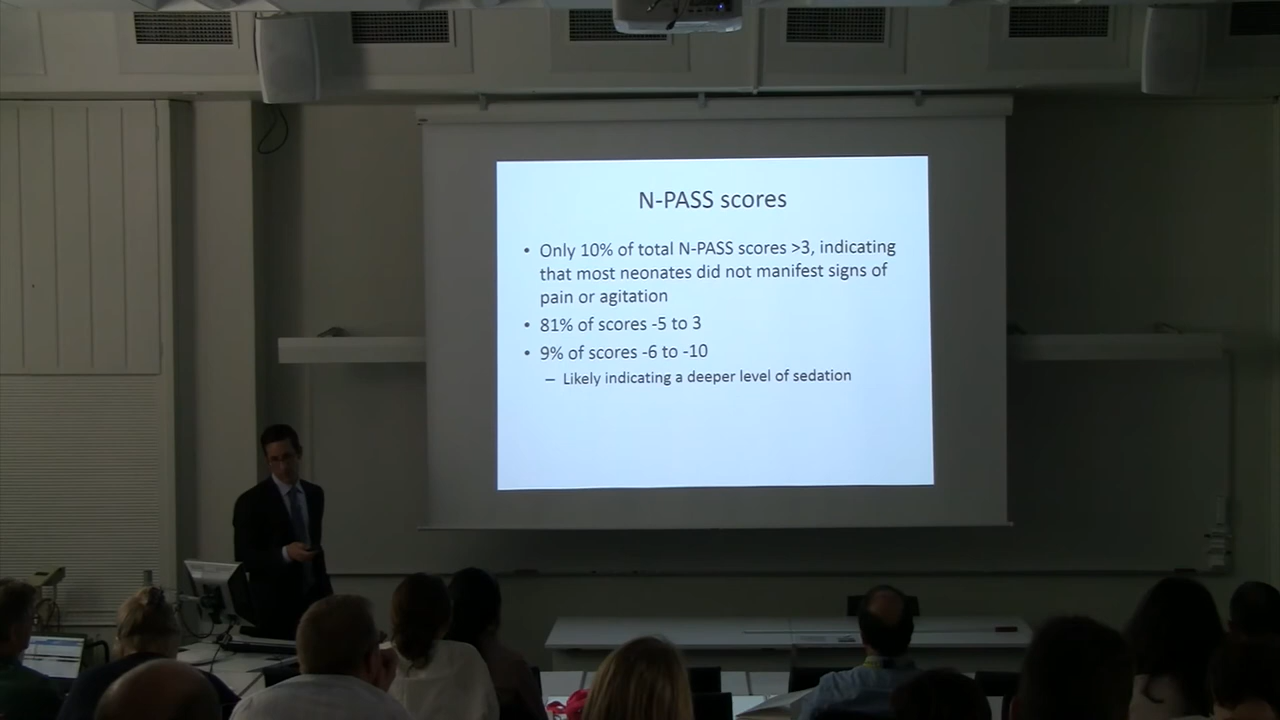 N-PASS scores
• Only 10% of total N-PASS scores >3, indicating
that most neonates did not manifest signs of
pain or agitation
• 81% of scores -5 to 3
• 9% of scores -6 to -10
– Likely indicating a deeper level of sedation